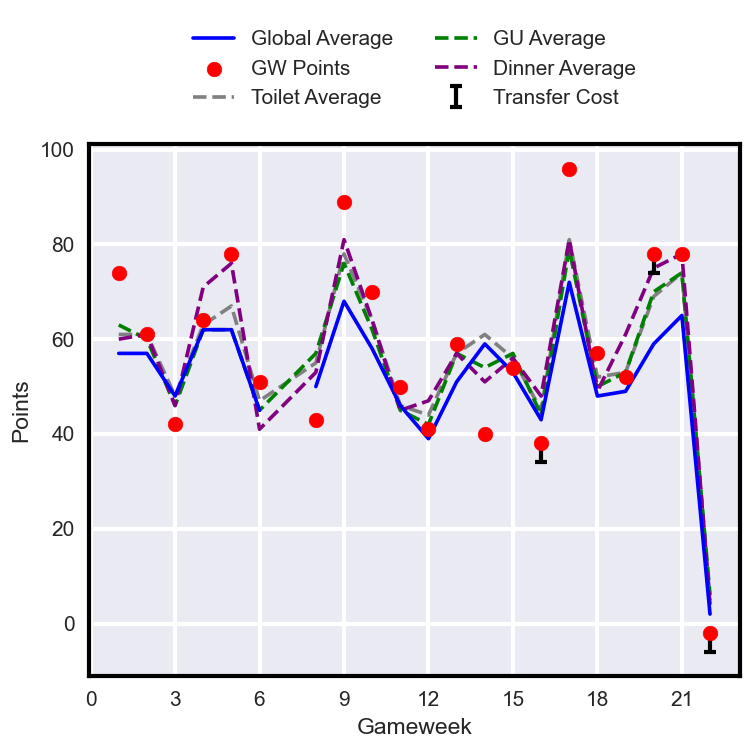 Global Average
GW Points
Toilet Average
GU Average
Dinner Average
Transfer Cost
100
80
60
40
20
0
Points
0 3 6 9 12 15 18 21
Gameweek